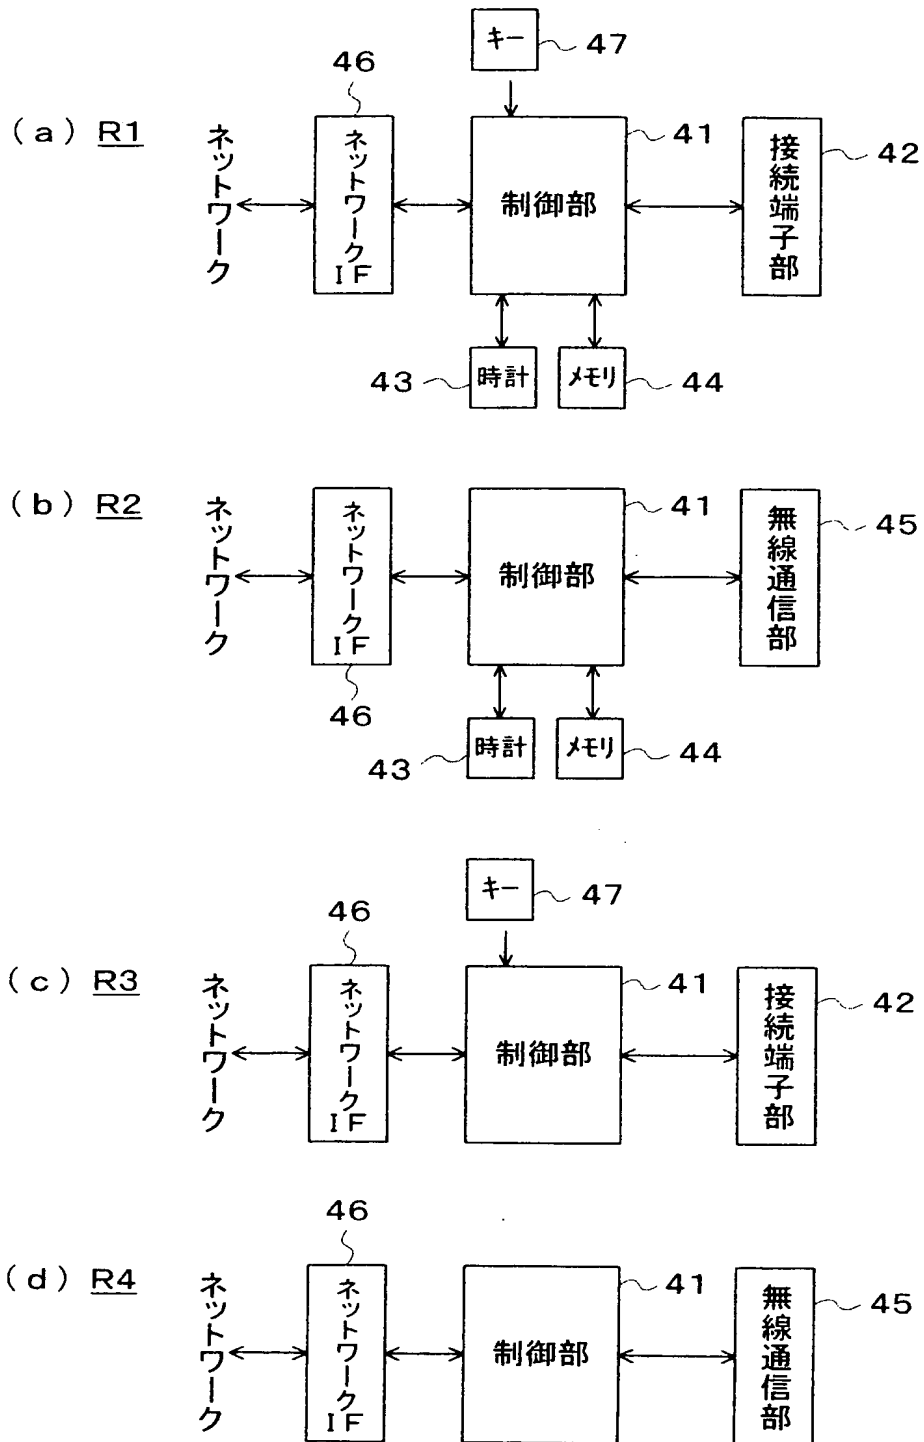 キー
47
46
(a) R1
ネットワーク
ネットワークIF
41
制御部
接続端子部
42
43
時計
メモリ
44
(b) R2
ネットワーク
ネットワークIF
46
41
制御部
無線通信部
45
43
時計
メモリ
44
キー
47
46
(c) R3
ネットワーク
ネットワークIF
41
制御部
接続端子部
42
46
(d) R4
ネットワーク
ネットワークIF
41
制御部
無線通信部
45